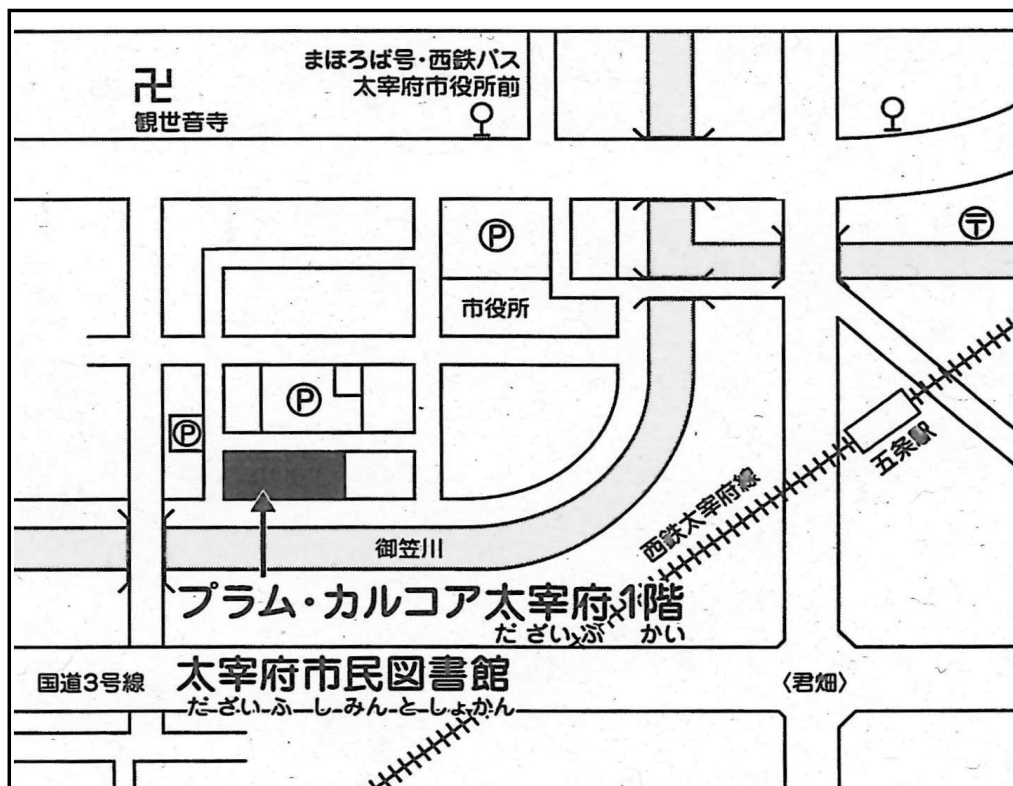 まほろば号・西鉄バス
太宰府市役所前
卍
観世音寺
P
〒
市役所
P
P
五条駅
西鉄太宰府線
御笠川
プラム・カルコア太宰府1階
だざいふ かい
国道3号線
太宰府市民図書館
だざいふしみんとしょかん
〈君畑〉